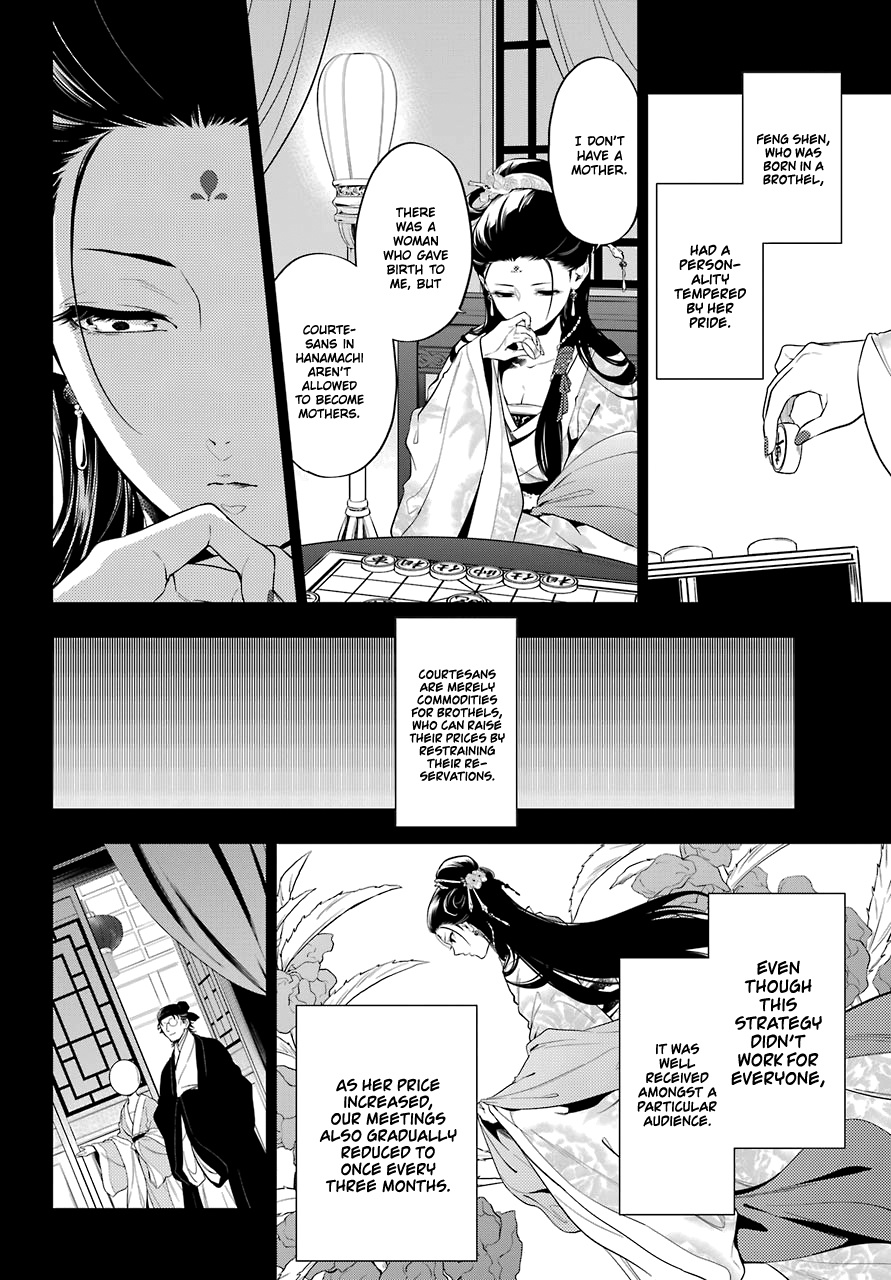 FENG SHEN,
WHO WAS
BORN IN A
BROTHEL,
HAD A
PERSON-
ALITY
TEMPERED
BY HER
PRIDE.
I DON'T
HAVE A
MOTHER.
THERE
WAS A
WOMAN
WHO GAVE
BIRTH TO
ME, BUT
COURTE-
SANS IN
HANAMACHI
AREN'T
ALLOWED
TO BECOME
MOTHERS.
COURTESANS
ARE MERELY
COMMODITIES
FOR BROTHELS,
WHO CAN RAISE
THEIR PRICES BY
RESTRAINING
THEIR RE-
SERVATIONS.
EVEN
THOUGH
THIS
STRATEGY
DIDN'T
WORK FOR
EVERYONE,
IT WAS
WELL
RECEIVED
AMONGST A
PARTICULAR
AUDIENCE.
AS HER PRICE
INCREASED,
OUR MEETINGS
ALSO GRADUALLY
REDUCED TO
ONCE EVERY
THREE MONTHS.